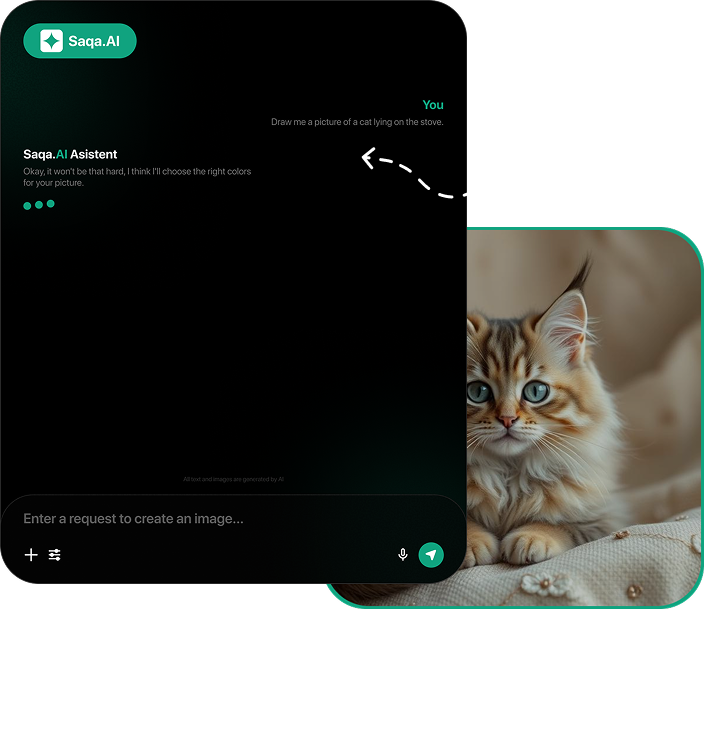 Saqa.AI
You
Draw me a picture of a cat lying on the stove.
Saqa.AI Asistent
Okay, it won't be that hard, I think I'll choose the right colors
for your picture.
All text and images are generated by AI
Enter a request to create an image...